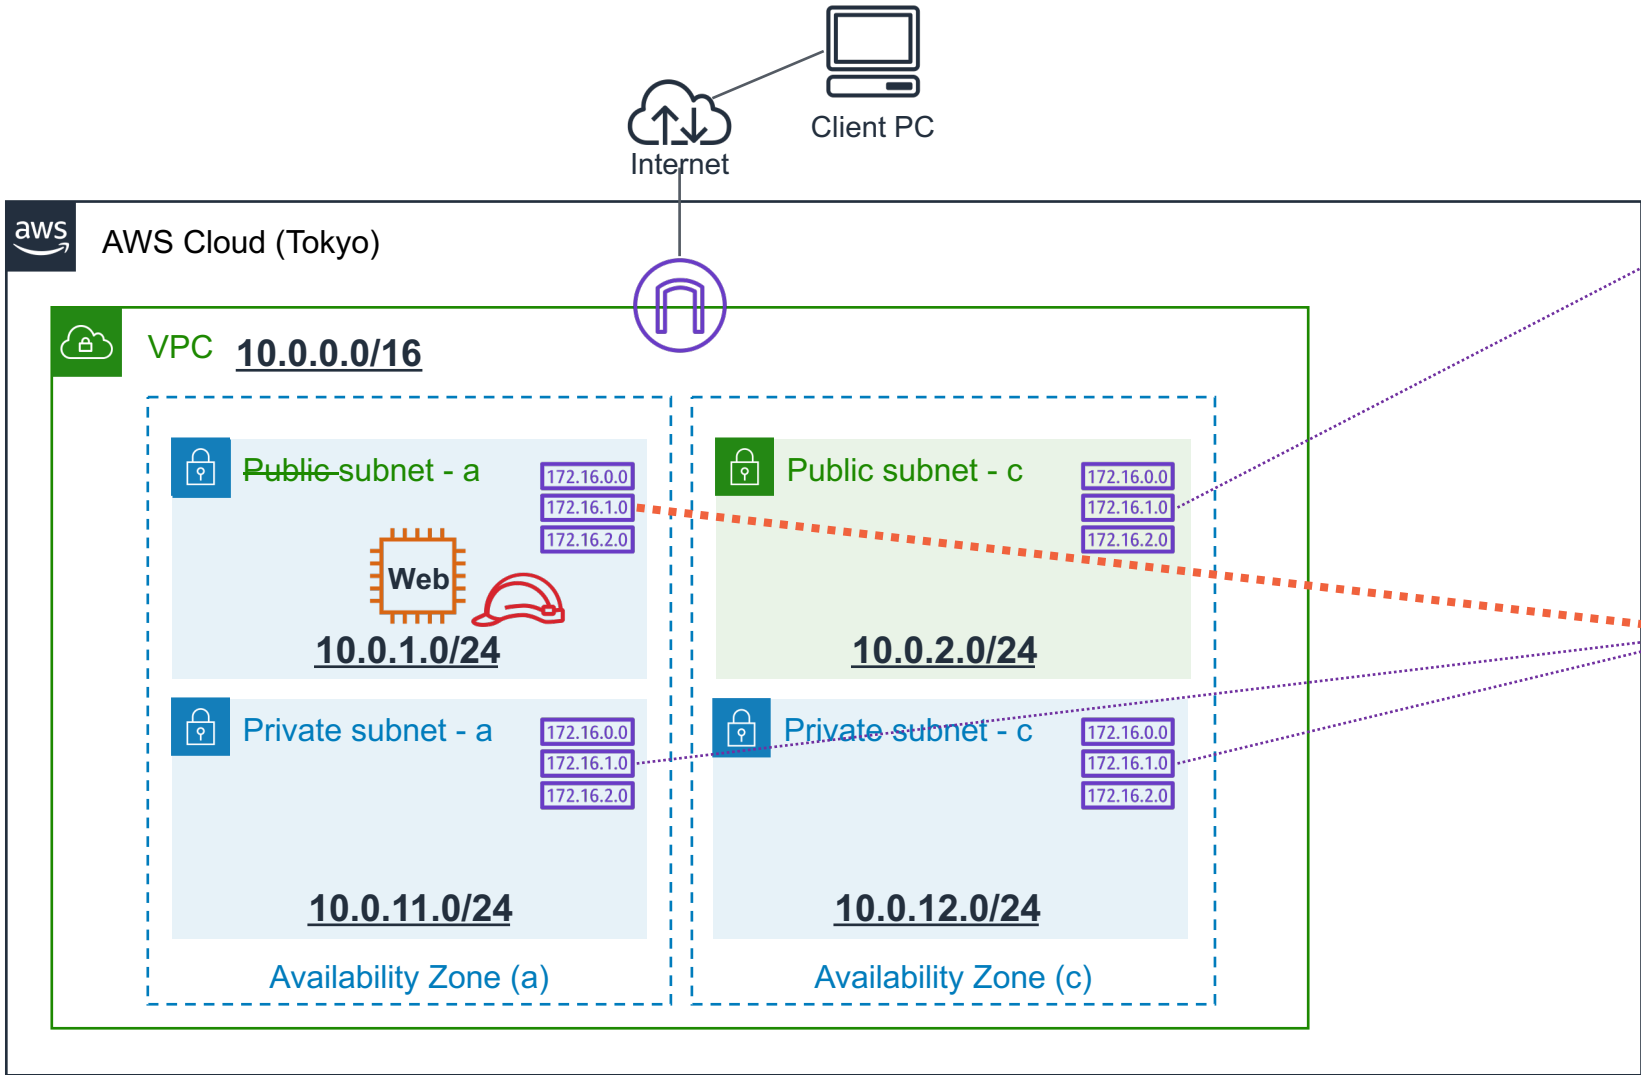 Client PC
Internet
aws
AWS Cloud (Tokyo)
VPC 10.0.0.0/16
Public subnet - a
172.16.0.0
172.16.1.0
172.16.2.0
Web
10.0.1.0/24
Public subnet - c
172.16.0.0
172.16.1.0
172.16.2.0
10.0.2.0/24
Private subnet - a
172.16.0.0
172.16.1.0
172.16.2.0
10.0.11.0/24
Private subnet - c
172.16.0.0
172.16.1.0
172.16.2.0
10.0.12.0/24
Availability Zone (a)
Availability Zone (c)